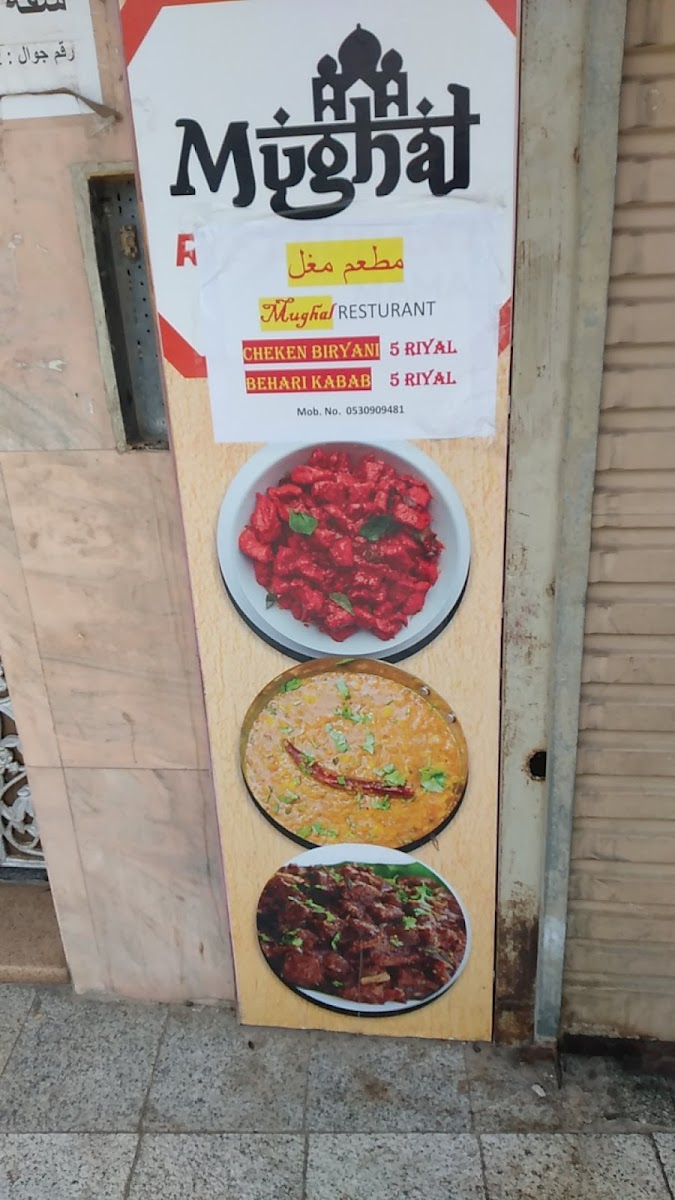 رقم جوال :
Mughal
R
مطعم مغل
Mughal RESTURANT
CHEKEN BIRYANI 5 RIYAL
BEHARI KABAB 5 RIYAL
Mob. No. 0530909481